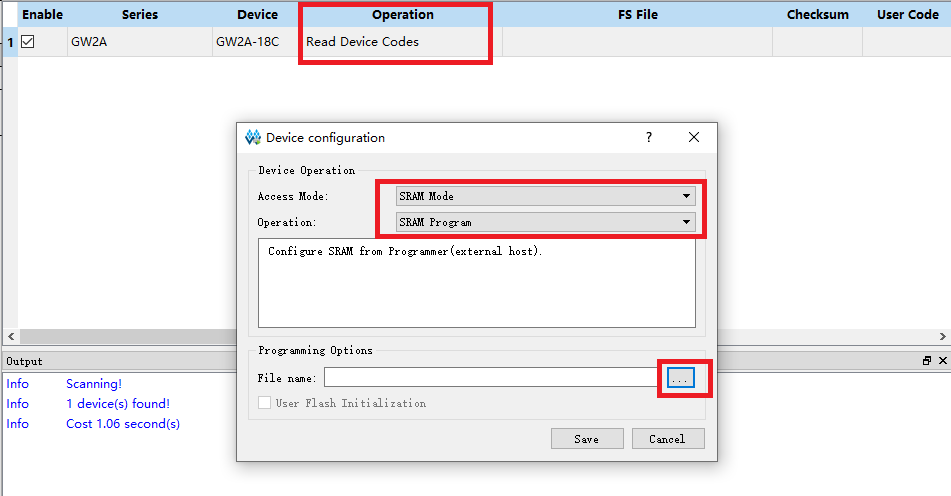 Enable Series Device Operation FS File Checksum User Code
1 GW2A GW2A-18C Read Device Codes
Device configuration ?
Device Operation
Access Mode: SRAM Mode
Operation: SRAM Program
Configure SRAM from Programmer(external host).
Programming Options
File name: ...
User Flash Initialization
Save Cancel
Output
Info Scanning!
Info 1 device(s) found!
Info Cost 1.06 second(s)